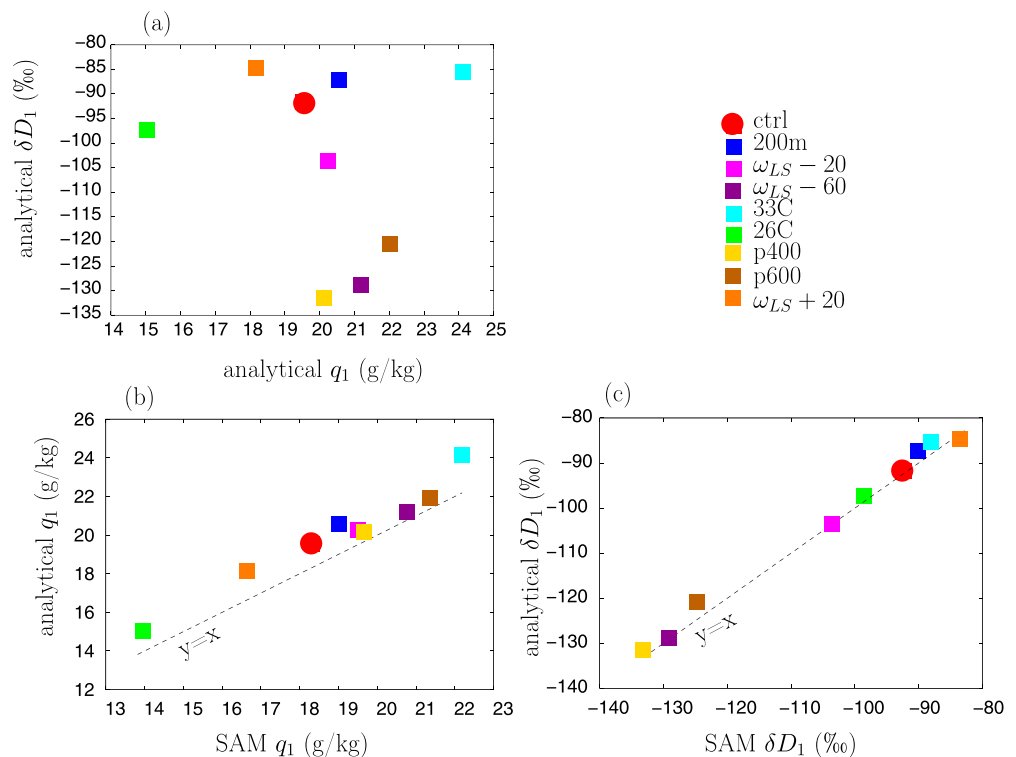 (a)
−80
−85
−90
−95
−100
−105
−110
−115
−120
−125
−130
−135
analytical δD₁ (‰)
14 15 16 17 18 19 20 21 22 23 24 25
analytical q₁ (g/kg)
ctrl
200m
ω_LS − 20
ω_LS − 60
33C
26C
p400
p600
ω_LS + 20
(b)
26
24
22
20
18
16
14
12
analytical q₁ (g/kg)
y=x
13 14 15 16 17 18 19 20 21 22 23
SAM q₁ (g/kg)
(c)
−80
−90
−100
−110
−120
−130
−140
analytical δD₁ (‰)
y=x
−140 −130 −120 −110 −100 −90 −80
SAM δD₁ (‰)